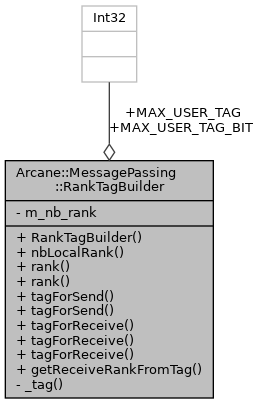 Int32
+MAX_USER_TAG
+MAX_USER_TAG_BIT
Arcane::MessagePassing
::RankTagBuilder
- m_nb_rank
+ RankTagBuilder()
+ nbLocalRank()
+ rank()
+ rank()
+ tagForSend()
+ tagForSend()
+ tagForReceive()
+ tagForReceive()
+ tagForReceive()
+ getReceiveRankFromTag()
- _tag()